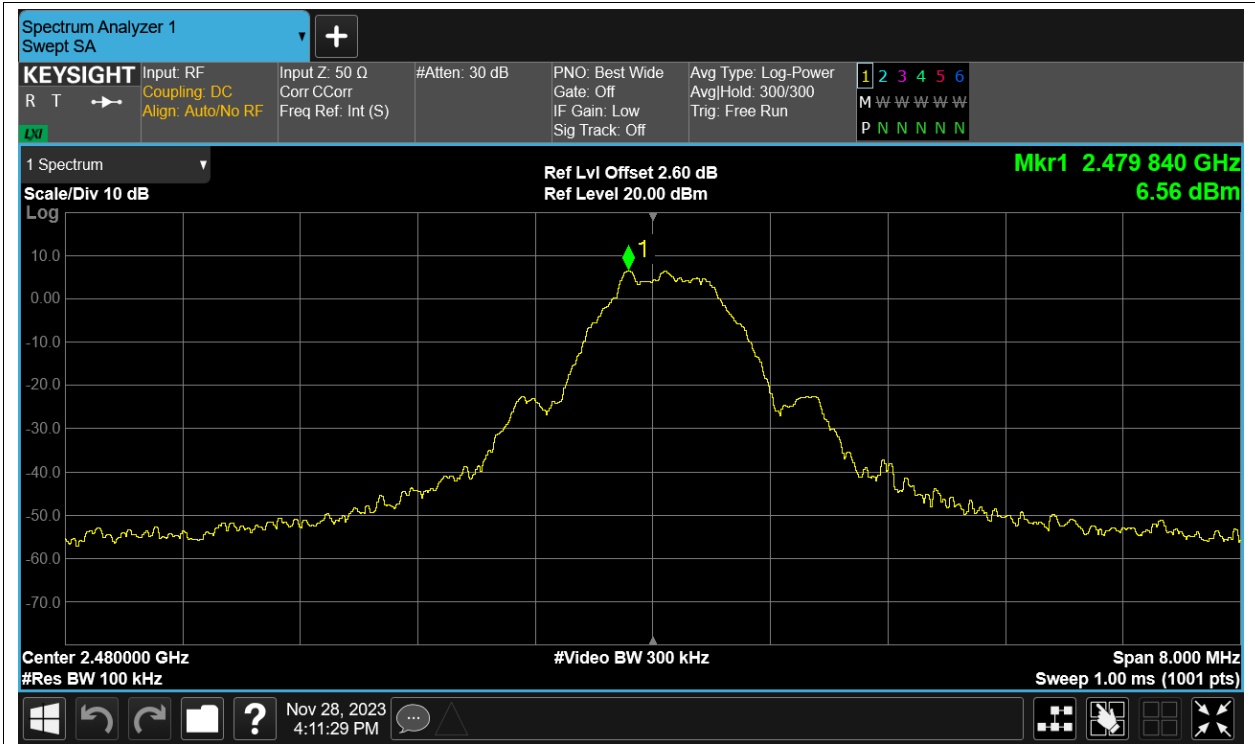 Spectrum Analyzer 1
Swept SA
KEYSIGHT
R T
LXI
Input: RF
Coupling: DC
Align: Auto/No RF
Input Z: 50 Ω
Corr CCorr
Freq Ref: Int (S)
#Atten: 30 dB
PNO: Best Wide
Gate: Off
IF Gain: Low
Sig Track: Off
Avg Type: Log-Power
Avg|Hold: 300/300
Trig: Free Run
1 2 3 4 5 6
M W W W W W
P N N N N N
1 Spectrum
Scale/Div 10 dB
Log
Ref Lvl Offset 2.60 dB
Ref Level 20.00 dBm
Mkr1 2.479 840 GHz
6.56 dBm
1
10.0
0.00
-10.0
-20.0
-30.0
-40.0
-50.0
-60.0
-70.0
Center 2.480000 GHz
#Video BW 300 kHz
Span 8.000 MHz
#Res BW 100 kHz
Sweep 1.00 ms (1001 pts)
?
Nov 28, 2023
4:11:29 PM